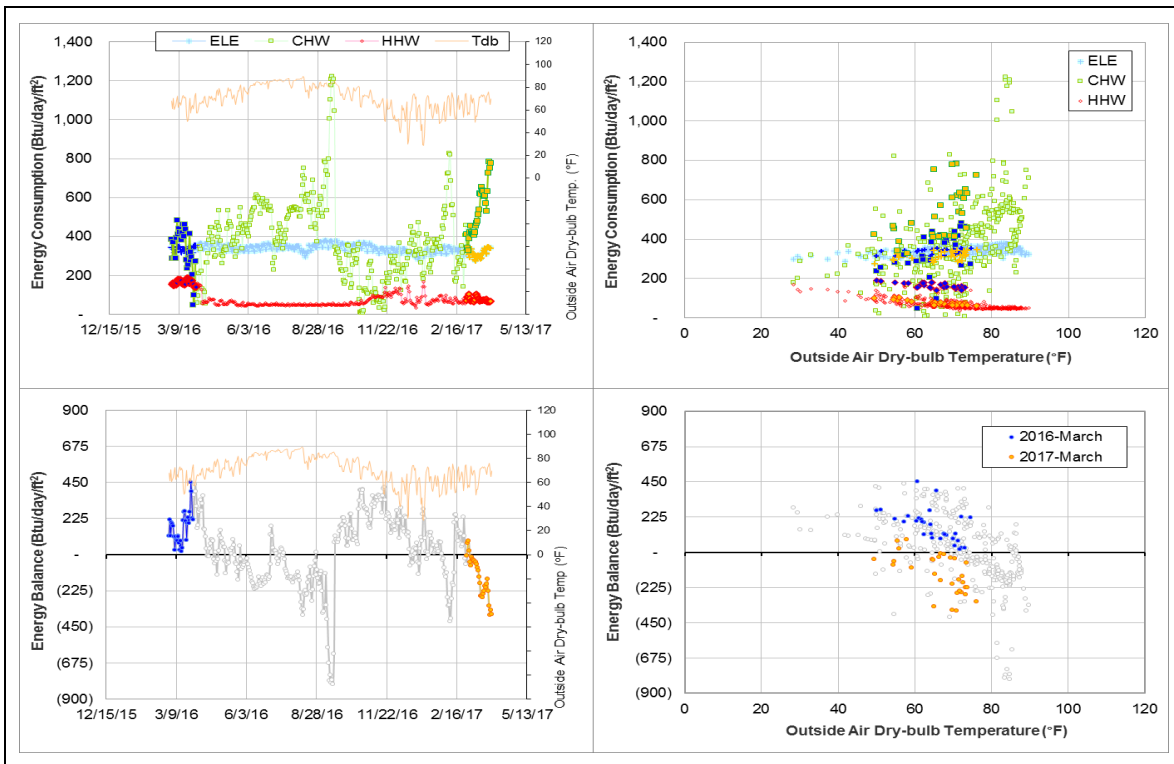 ELE CHW HHW Tdb
Energy Consumption (Btu/day/ft²)
1,400
1,200
1,000
800
600
400
200
-
120
100
80
60
40
20
0
Outside Air Dry-bulb Temp. (°F)
12/15/15 3/9/16 6/3/16 8/28/16 11/22/16 2/16/17 5/13/17
Energy Consumption (Btu/day/ft²)
1,400
1,200
1,000
800
600
400
200
-
ELE
CHW
HHW
0 20 40 60 80 100 120
Outside Air Dry-bulb Temperature (°F)
Energy Balance (Btu/day/ft²)
900
675
450
225
-
(225)
(450)
(675)
(900)
120
100
80
60
40
20
0
Outside Air Dry-bulb Temp (°F)
12/15/15 3/9/16 6/3/16 8/28/16 11/22/16 2/16/17 5/13/17
Energy Balance (Btu/day/ft²)
900
675
450
225
-
(225)
(450)
(675)
(900)
2016-March
2017-March
0 20 40 60 80 100 120
Outside Air Dry-bulb Temperature (°F)